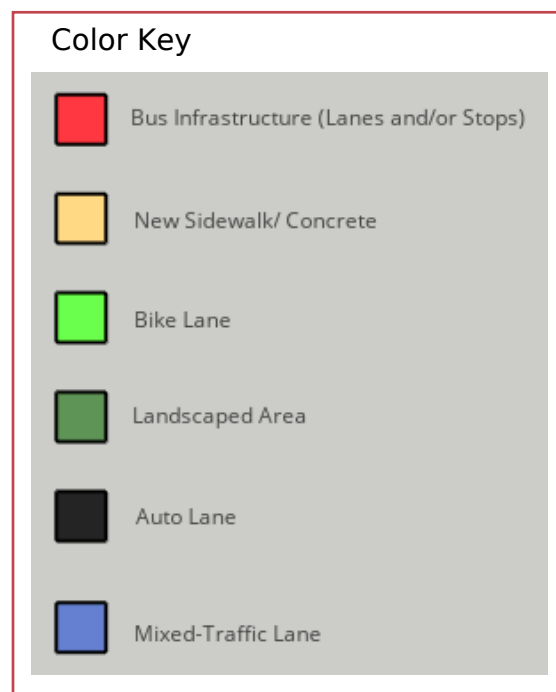 Color Key
Bus Infrastructure (Lanes and/or Stops)
New Sidewalk/ Concrete
Bike Lane
Landscaped Area
Auto Lane
Mixed-Traffic Lane